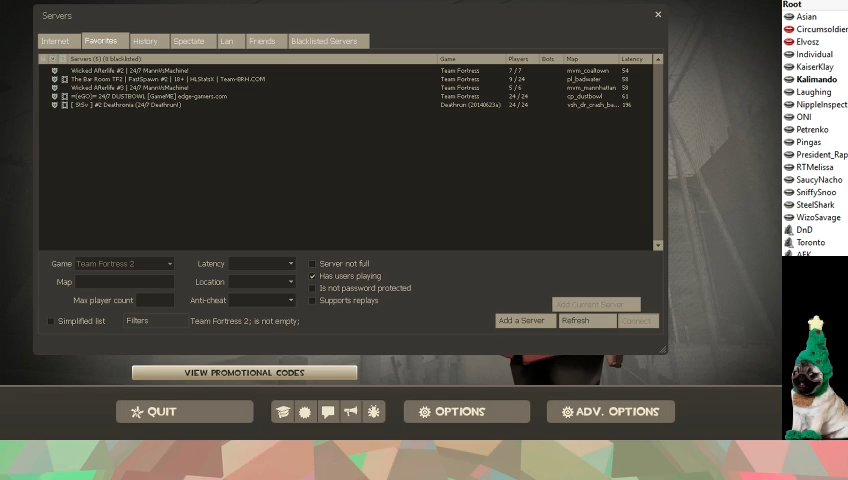 Servers
Internet Favorites History Spectate Lan Friends Blacklisted Servers
Servers (5) (0 blacklisted) Game Players Bots Map Latency
Wicked Afterlife #2 | 24/7 MannVsMachine! Team Fortress 7 / 7 mvm_coaltown 54
The Bar Room TF2 | FastSpawn #2 | 18+ | HLStatsX | Team-BRH.COM Team Fortress 9 / 24 pl_badwater 58
Wicked Afterlife #3 | 24/7 MannVsMachine! Team Fortress 5 / 6 mvm_mannhattan 58
=(eGO)= 24/7 DUSTBOWL [GameME] edge-gamers.com Team Fortress 24 / 24 cp_dustbowl 61
#2 Deathronia (24/7 Deathrun!) Deathrun (20140623a) 24 / 24 vsh_dr_crash_ba... 196
Game Team Fortress 2 Latency Server not full
Map Location Has users playing
Is not password protected
Max player count Anti-cheat Supports replays
Add Current Server
Simplified list Filters Team Fortress 2; is not empty; Add a Server Refresh Connect
VIEW PROMOTIONAL CODES
QUIT OPTIONS ADV. OPTIONS
Root
Asian
Circumsoldier
Elvosz
Individual
KaiserKlay
Kalimando
Laughing
NippleInspect
ONI
Petrenko
Pingas
President_Rap
RTMelissa
SaucyNacho
SniffySnoo
SteelShark
WizoSavage
DnD
Toronto
AFK